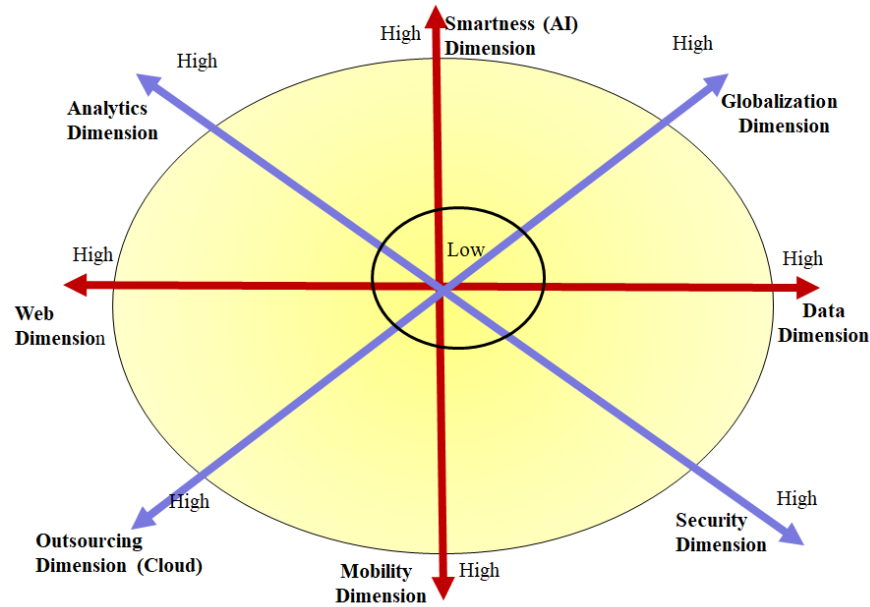 Smartness (AI)
Dimension
High
High
High
Analytics
Dimension
Globalization
Dimension
High
Low
High
Web
Dimension
Data
Dimension
High
High
Outsourcing
Dimension (Cloud)
Security
Dimension
Mobility
Dimension
High